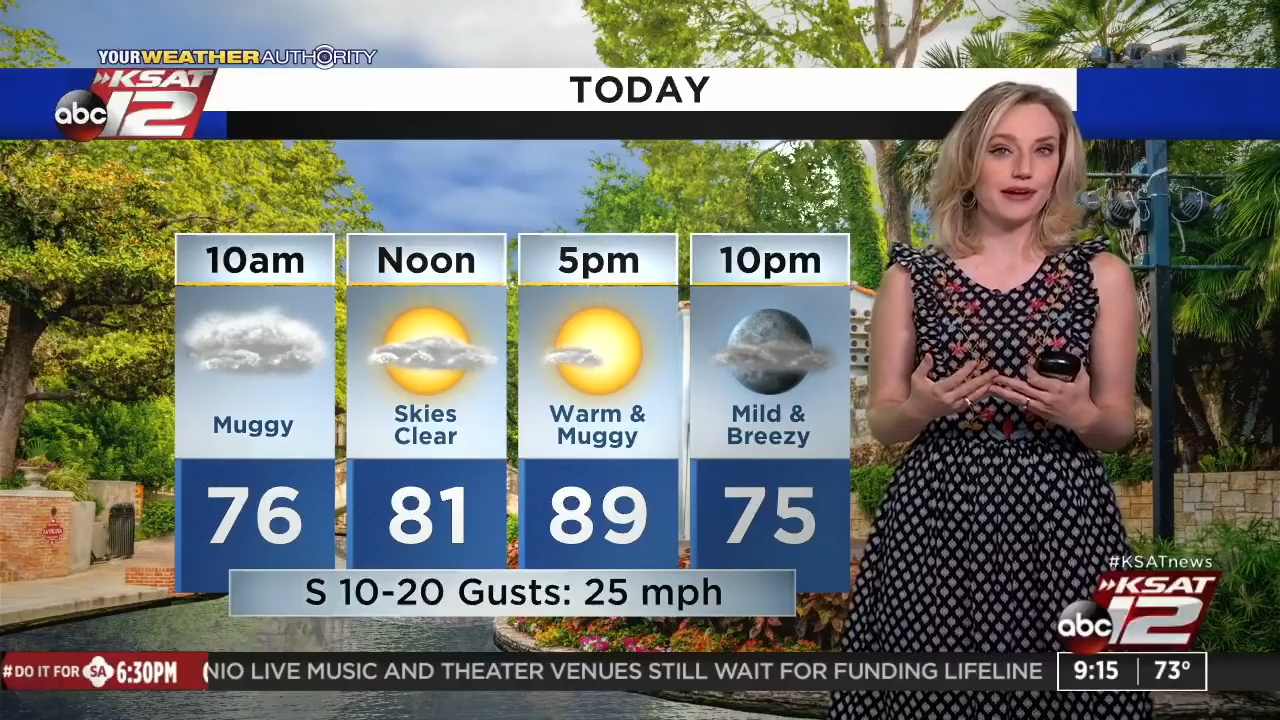 YOURWEATHERAUTHORITY
KSAT
abc 12
TODAY
10am
Noon
5pm
10pm
Muggy
Skies
Clear
Warm &
Muggy
Mild &
Breezy
76
81
89
75
S 10-20 Gusts: 25 mph
#KSATnews
KSAT
abc 12
#DO IT FOR SA 6:30PM
NIO LIVE MUSIC AND THEATER VENUES STILL WAIT FOR FUNDING LIFELINE
9:15 73°